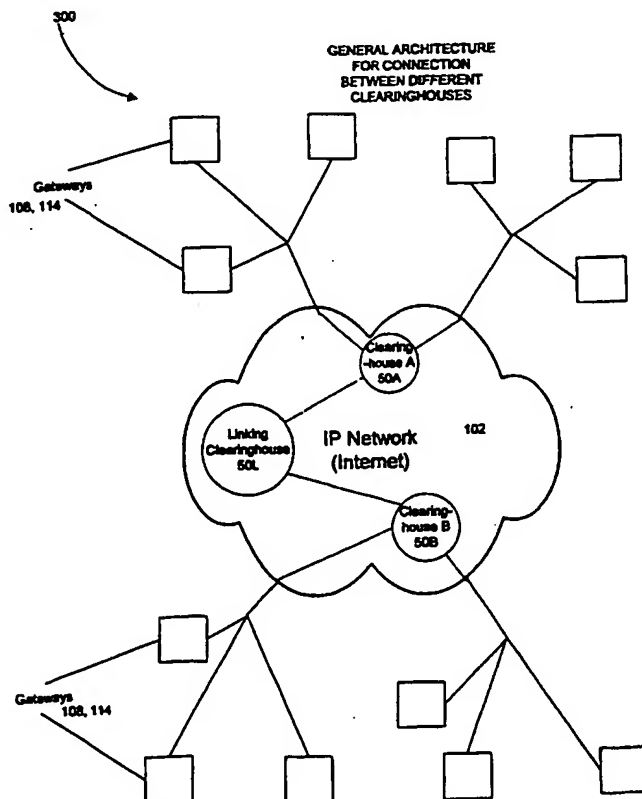 300
GENERAL ARCHITECTURE
FOR CONNECTION
BETWEEN DIFFERENT
CLEARINGHOUSES
Gateways
108, 114
Clearing
-house A
50A
Linking
Clearinghouse
50L
IP Network
(Internet)
102
Clearing-
house B
50B
Gateways
108, 114